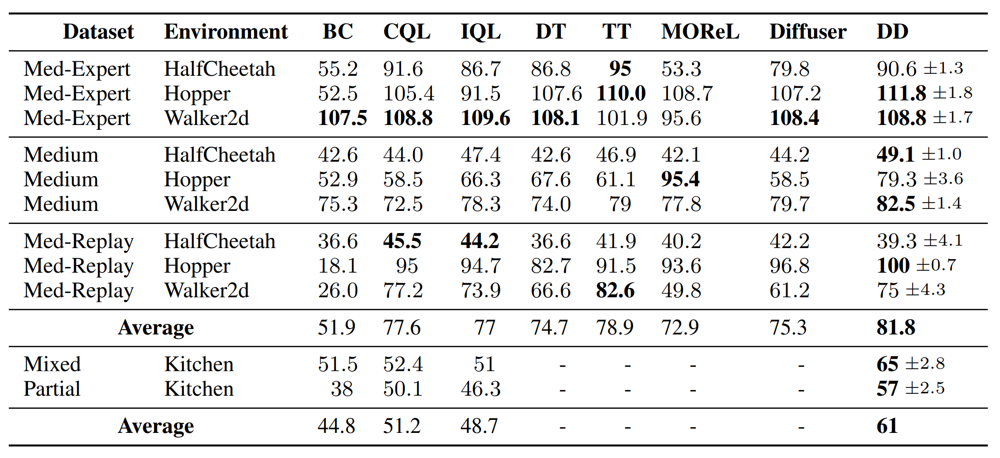 Dataset Environment BC CQL IQL DT TT MOReL Diffuser DD
Med-Expert HalfCheetah 55.2 91.6 86.7 86.8 95 53.3 79.8 90.6 ±1.3
Med-Expert Hopper 52.5 105.4 91.5 107.6 110.0 108.7 107.2 111.8 ±1.8
Med-Expert Walker2d 107.5 108.8 109.6 108.1 101.9 95.6 108.4 108.8 ±1.7
Medium HalfCheetah 42.6 44.0 47.4 42.6 46.9 42.1 44.2 49.1 ±1.0
Medium Hopper 52.9 58.5 66.3 67.6 61.1 95.4 58.5 79.3 ±3.6
Medium Walker2d 75.3 72.5 78.3 74.0 79 77.8 79.7 82.5 ±1.4
Med-Replay HalfCheetah 36.6 45.5 44.2 36.6 41.9 40.2 42.2 39.3 ±4.1
Med-Replay Hopper 18.1 95 94.7 82.7 91.5 93.6 96.8 100 ±0.7
Med-Replay Walker2d 26.0 77.2 73.9 66.6 82.6 49.8 61.2 75 ±4.3
Average 51.9 77.6 77 74.7 78.9 72.9 75.3 81.8
Mixed Kitchen 51.5 52.4 51 - - - - 65 ±2.8
Partial Kitchen 38 50.1 46.3 - - - - 57 ±2.5
Average 44.8 51.2 48.7 - - - - 61